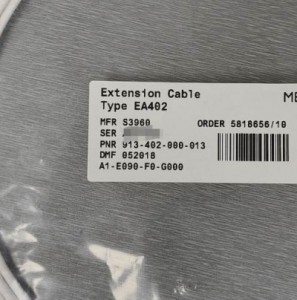 Extension Cable
Type EA402
MFR S3960 ORDER 5818656/10
SER
PNR 913-402-000-013
DMF 052018
A1-E090-F0-G000